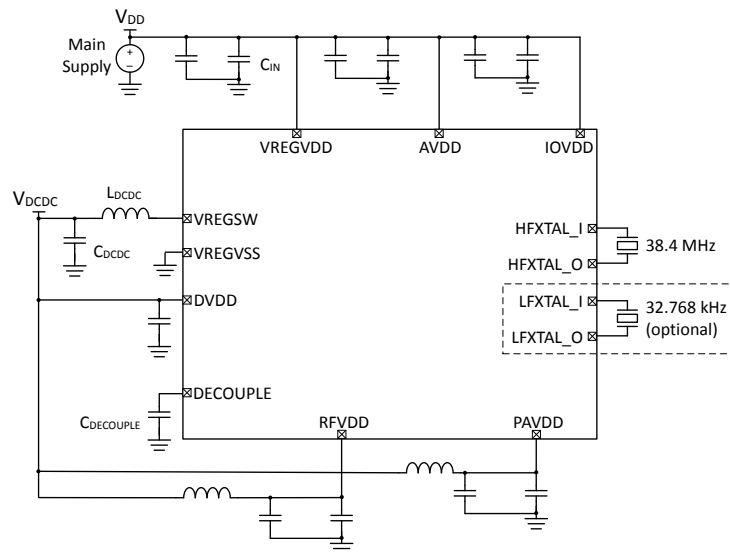 VDD
Main
Supply
+
–
CIN
VREGVDD
AVDD
IOVDD
VDCDC
LDCDC
VREGSW
CDCDC
VREGVSS
DVDD
DECOUPLE
CDECOUPLE
RFVDD
PAVDD
HFXTAL_I
HFXTAL_O
38.4 MHz
LFXTAL_I
LFXTAL_O
32.768 kHz
(optional)